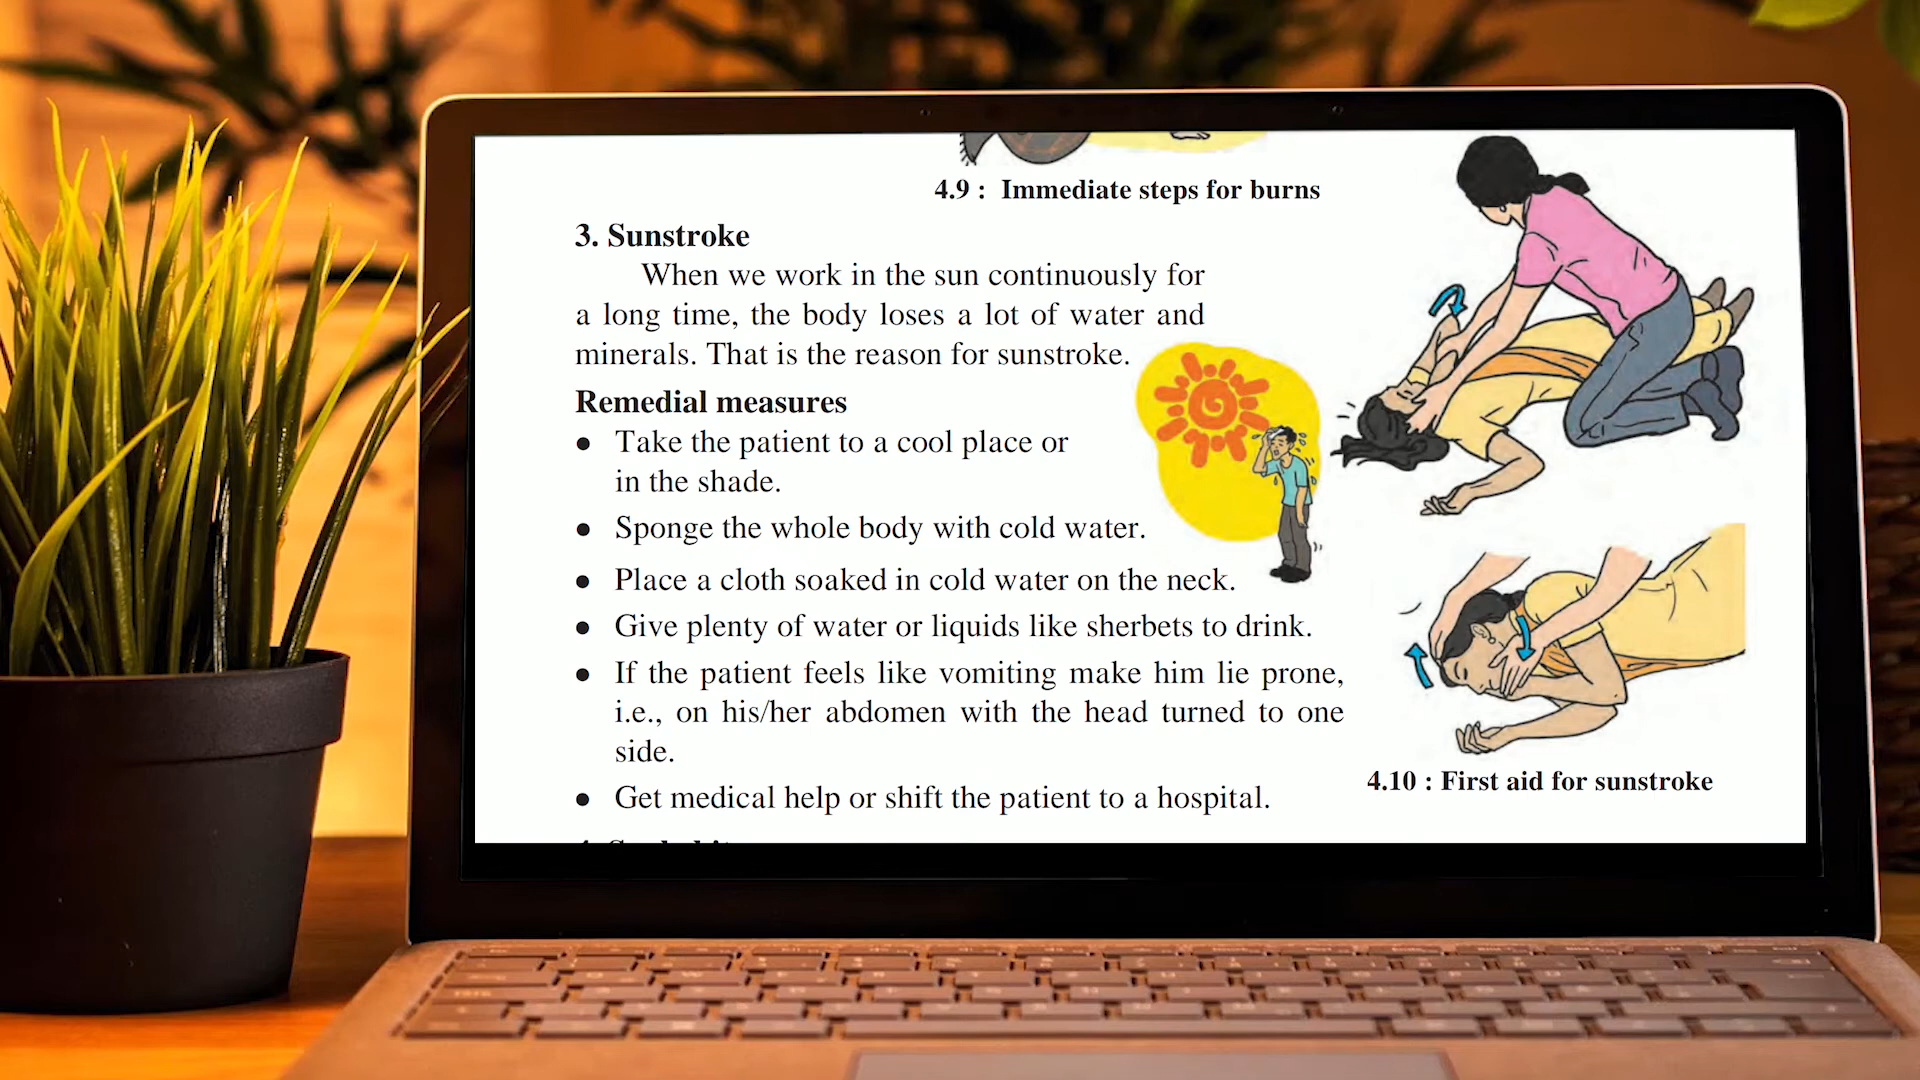 4.9 : Immediate steps for burns
3. Sunstroke
When we work in the sun continuously for
a long time, the body loses a lot of water and
minerals. That is the reason for sunstroke.
Remedial measures
● Take the patient to a cool place or
in the shade.
● Sponge the whole body with cold water.
● Place a cloth soaked in cold water on the neck.
● Give plenty of water or liquids like sherbets to drink.
● If the patient feels like vomiting make him lie prone,
i.e., on his/her abdomen with the head turned to one
side.
● Get medical help or shift the patient to a hospital.
4.10 : First aid for sunstroke